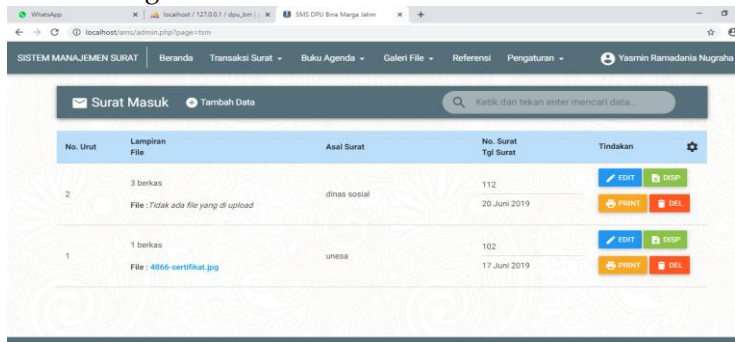 WhatsApp
localhost / 127.0.0.1 / dpu_bm |
SMS DPU Bina Marga Jatim
localhost/ams/admin.php?page=tsm
SISTEM MANAJEMEN SURAT Beranda Transaksi Surat Buku Agenda Galeri File Referensi Pengaturan Yasmin Ramadania Nugraha
Surat Masuk Tambah Data Ketik dan tekan enter mencari data...
No. Urut Lampiran Asal Surat No. Surat Tindakan
File Tgl Surat
3 berkas 112 EDIT DISP
2 dinas sosial
File : Tidak ada file yang di upload 20 Juni 2019 PRINT DEL
1 berkas 102 EDIT DISP
1 unesa
File : 4866-sertifikat.jpg 17 Juni 2019 PRINT DEL